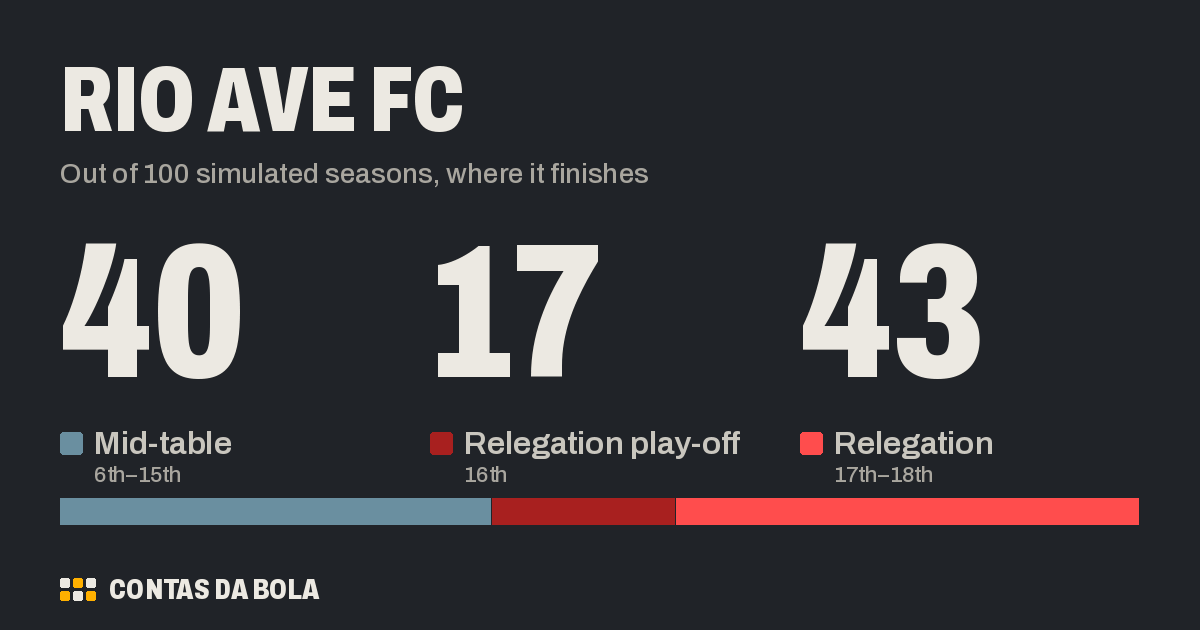 RIO AVE FC
Out of 100 simulated seasons, where it finishes
40 17 43
Mid-table Relegation play-off Relegation
6th–15th 16th 17th–18th
CONTAS DA BOLA